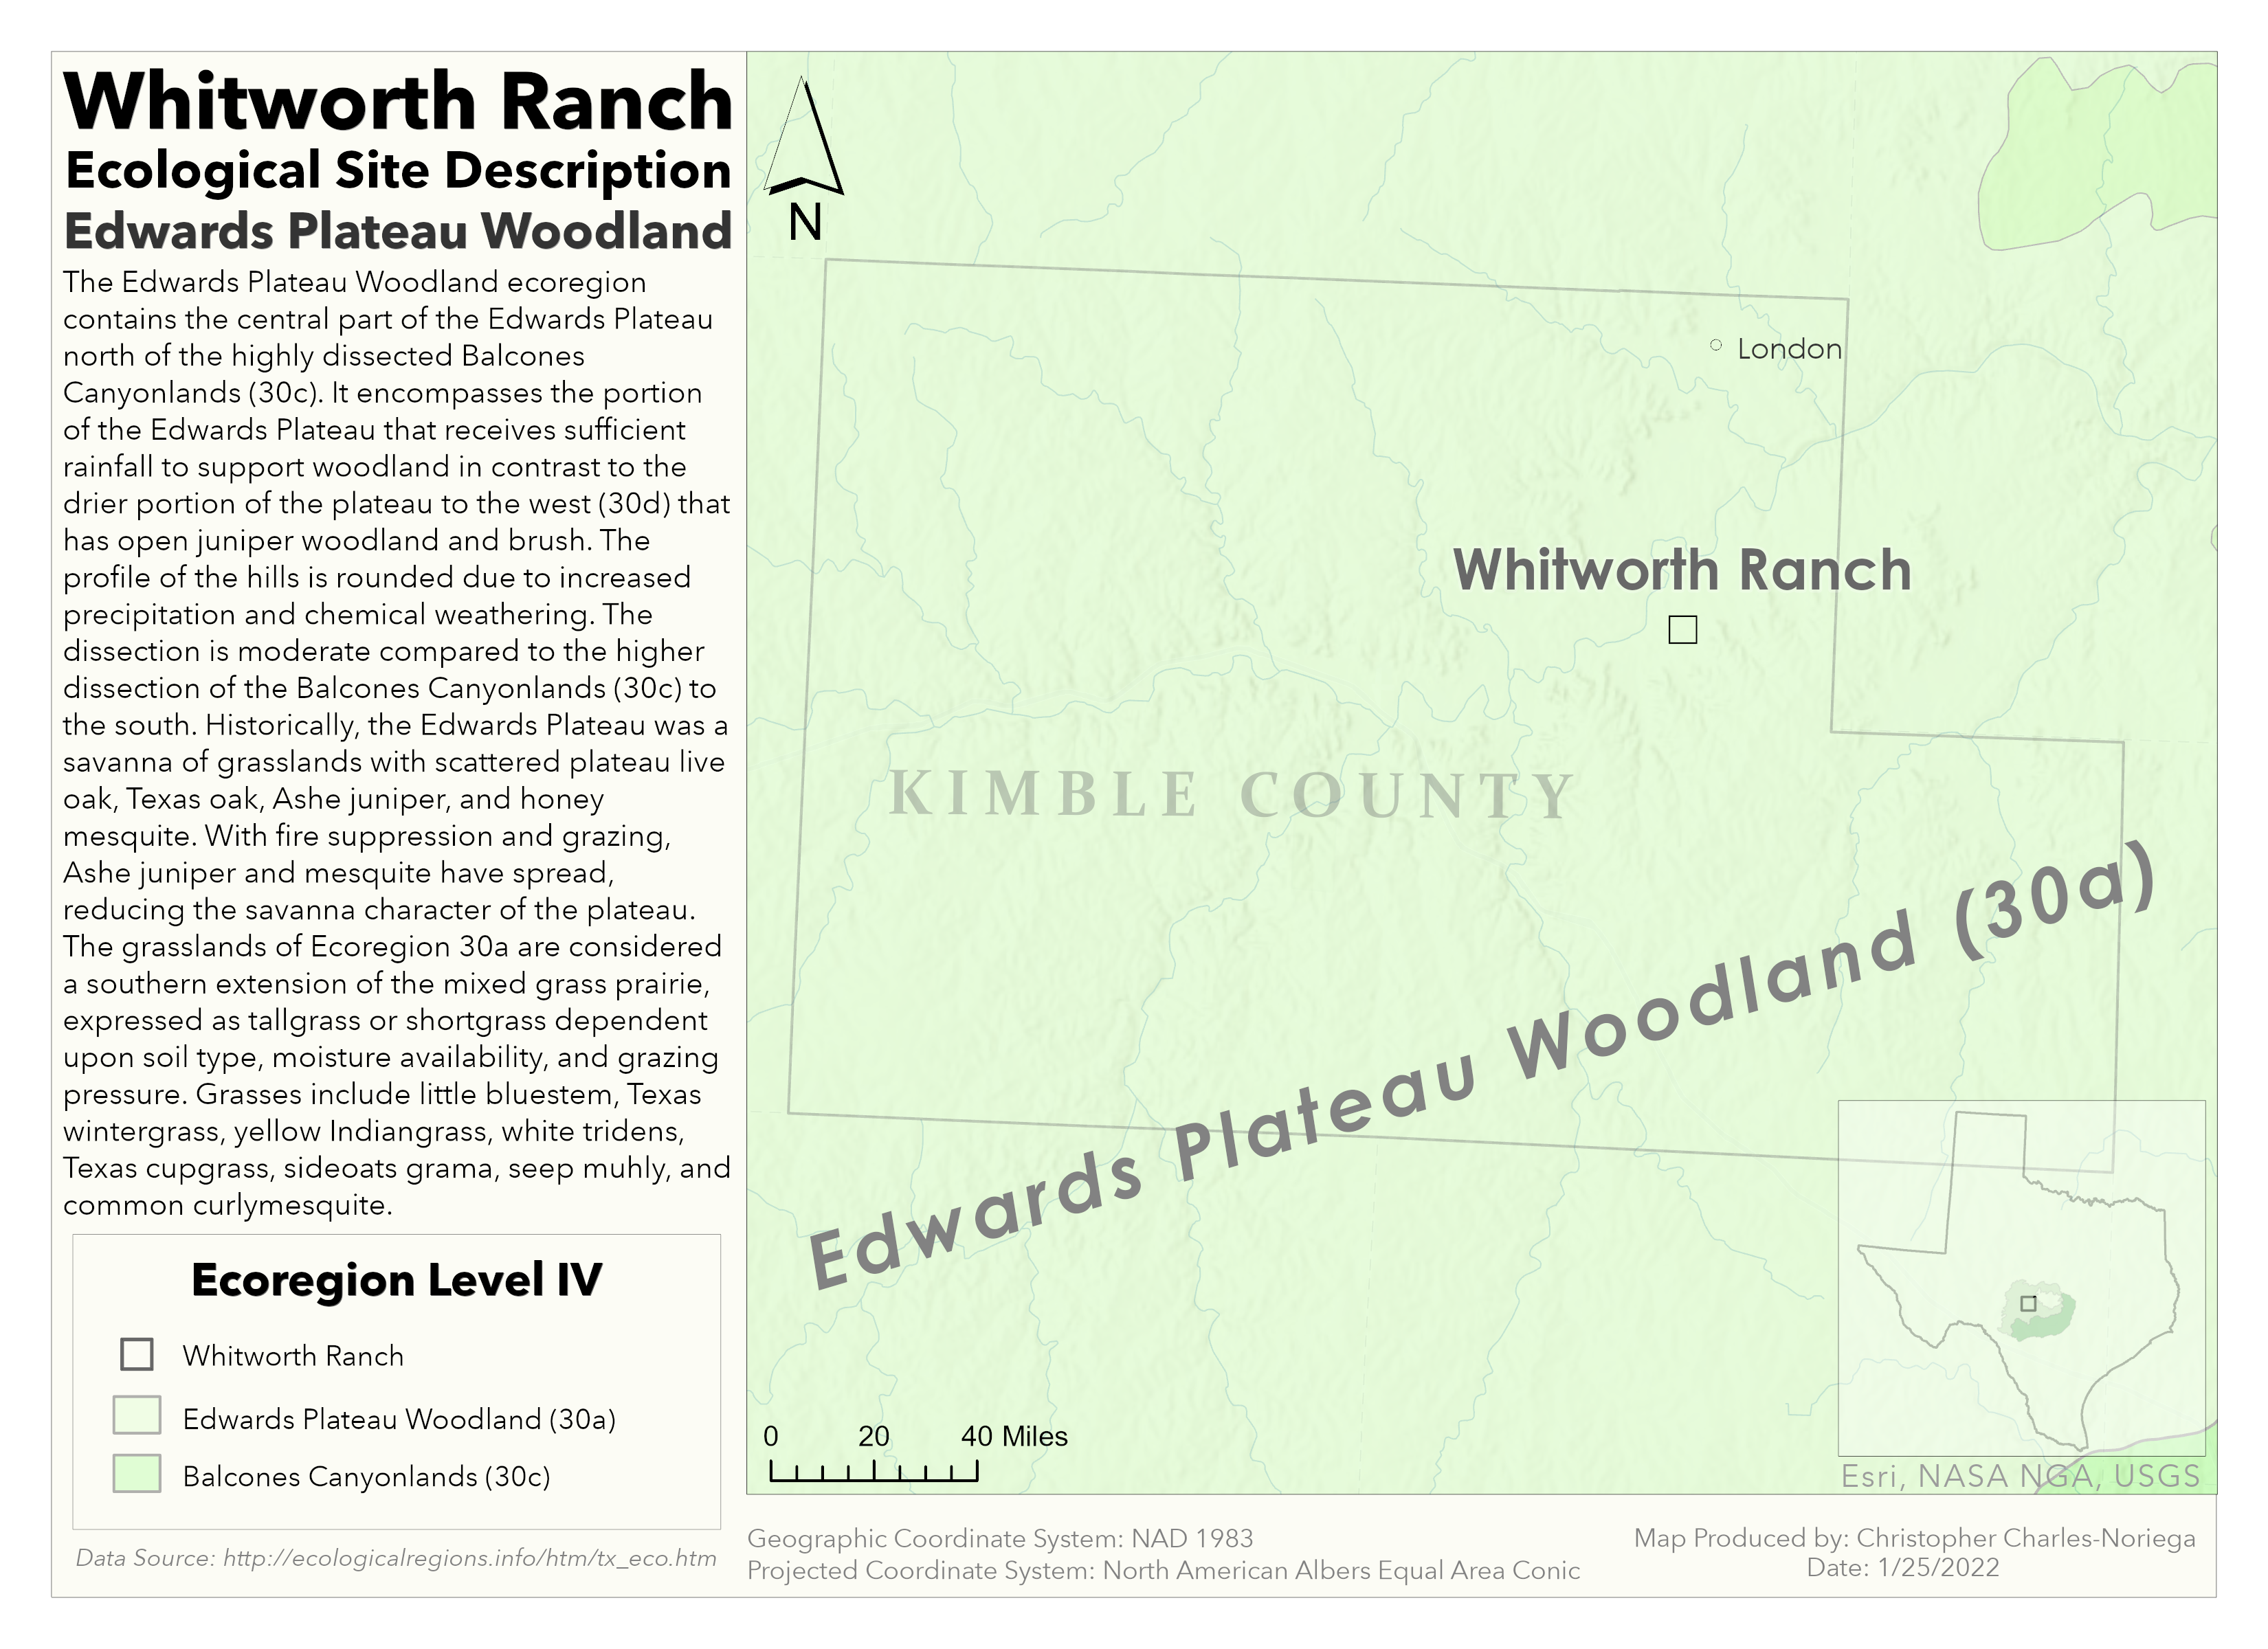 Whitworth Ranch
Ecological Site Description
Edwards Plateau Woodland
The Edwards Plateau Woodland ecoregion
contains the central part of the Edwards Plateau
north of the highly dissected Balcones
Canyonlands (30c). It encompasses the portion
of the Edwards Plateau that receives sufficient
rainfall to support woodland in contrast to the
drier portion of the plateau to the west (30d) that
has open juniper woodland and brush. The
profile of the hills is rounded due to increased
precipitation and chemical weathering. The
dissection is moderate compared to the higher
dissection of the Balcones Canyonlands (30c) to
the south. Historically, the Edwards Plateau was a
savanna of grasslands with scattered plateau live
oak, Texas oak, Ashe juniper, and honey
mesquite. With fire suppression and grazing,
Ashe juniper and mesquite have spread,
reducing the savanna character of the plateau.
The grasslands of Ecoregion 30a are considered
a southern extension of the mixed grass prairie,
expressed as tallgrass or shortgrass dependent
upon soil type, moisture availability, and grazing
pressure. Grasses include little bluestem, Texas
wintergrass, yellow Indiangrass, white tridens,
Texas cupgrass, sideoats grama, seep muhly, and
common curlymesquite.
Ecoregion Level IV
Whitworth Ranch
Edwards Plateau Woodland (30a)
Balcones Canyonlands (30c)
Data Source: http://ecologicalregions.info/htm/tx_eco.htm
N
London
Whitworth Ranch
KIMBLE COUNTY
Edwards Plateau Woodland (30a)
0 20 40 Miles
Esri, NASA NGA, USGS
Geographic Coordinate System: NAD 1983
Projected Coordinate System: North American Albers Equal Area Conic
Map Produced by: Christopher Charles-Noriega
Date: 1/25/2022